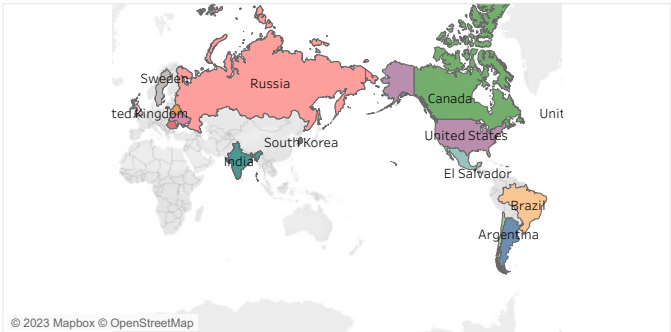 Sweden
Russia
ted Kingdom
Canada
Unit
United States
South Korea
India
El Salvador
Brazil
Argentina
© 2023 Mapbox © OpenStreetMap